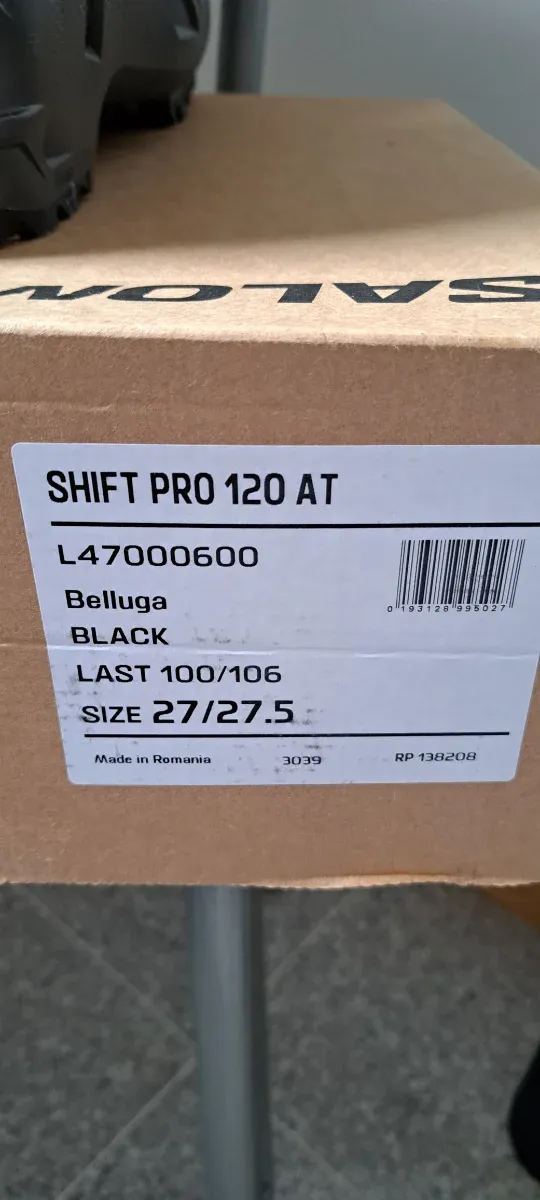 SALOM
SHIFT PRO 120 AT
L47000600
0 193128 995027
Belluga
BLACK
LAST 100/106
SIZE 27/27.5
Made in Romania 3039 RP 138208